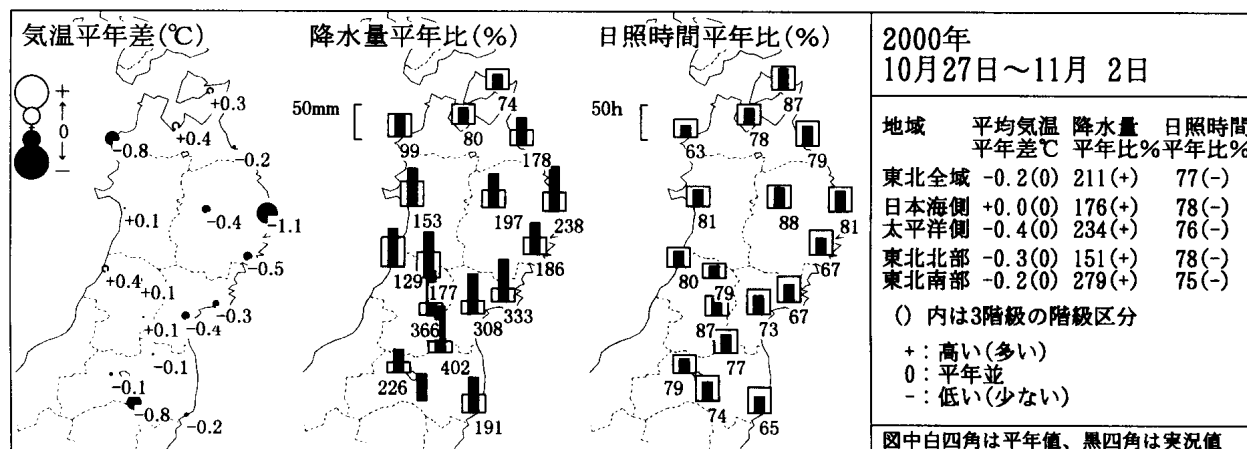 気温平年差(℃)
+
↑
0
↓
−
+0.3
+0.4
-0.8
-0.2
+0.1
-0.4
-1.1
-0.5
+0.4
+0.1
-0.3
+0.1
-0.4
-0.1
-0.1
-0.8
-0.2
降水量平年比(%)
50mm
74
80
99
178
153
197
238
186
129
177
333
366
308
402
226
191
日照時間平年比(%)
50h
87
78
63
79
81
88
81
67
80
79
67
87
73
77
79
74
65
2000年
10月27日～11月 2日
地域 平均気温 降水量 日照時間
平年差℃ 平年比% 平年比%
東北全域 -0.2(0) 211(+) 77(-)
日本海側 +0.0(0) 176(+) 78(-)
太平洋側 -0.4(0) 234(+) 76(-)
東北北部 -0.3(0) 151(+) 78(-)
東北南部 -0.2(0) 279(+) 75(-)
() 内は3階級の階級区分
+：高い(多い)
0：平年並
-：低い(少ない)
図中白四角は平年値、黒四角は実況値